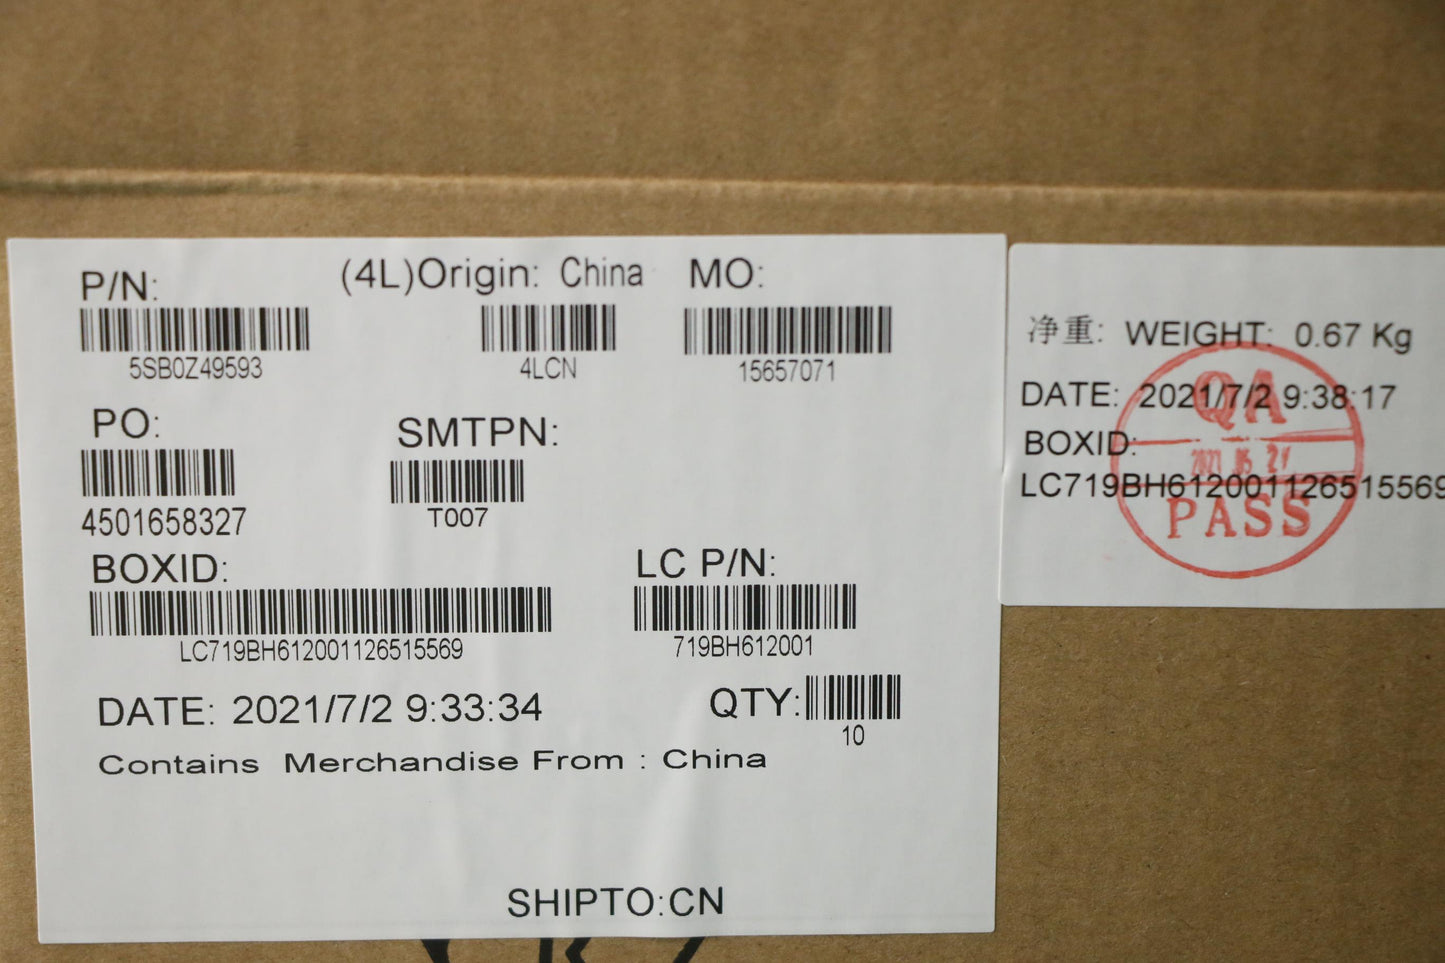 P/N:
5SB0Z49593
(4L)Origin: China
4LCN
MO:
15657071
PO:
4501658327
SMTPN:
T007
BOXID:
LC719BH612001126515569
LC P/N:
719BH612001
DATE: 2021/7/2 9:33:34
QTY:
10
Contains Merchandise From : China
SHIPTO:CN
净重: WEIGHT: 0.67 Kg
DATE: 2021/7/2 9:38:17
BOXID:
LC719BH612001126515569
QA
PASS